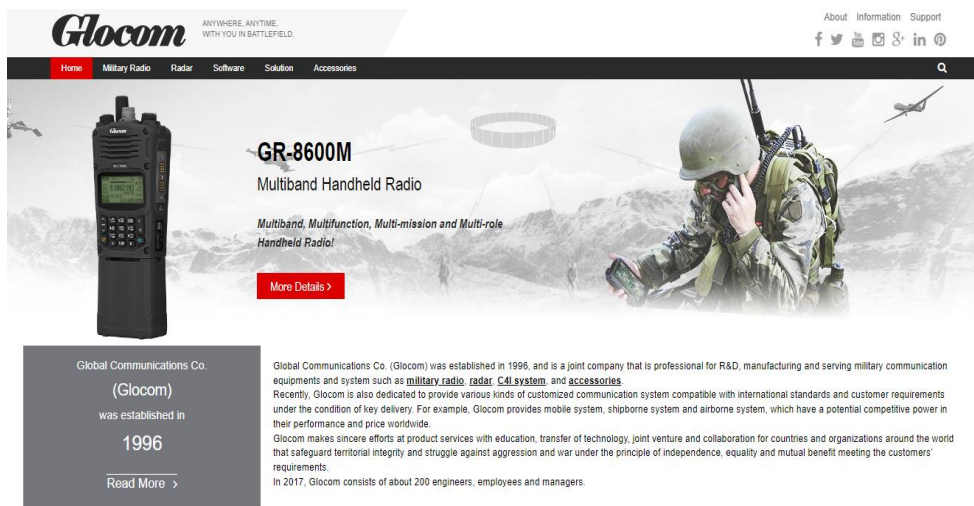 Glocom
ANYWHERE, ANYTIME,
WITH YOU IN BATTLEFIELD.
About Information Support
Home Military Radio Radar Software Solution Accessories
Glocom
GR-8600M
Multiband Handheld Radio
Multiband, Multifunction, Multi-mission and Multi-role
Handheld Radio!
More Details >
Global Communications Co.
(Glocom)
was established in
1996
Read More >
Global Communications Co. (Glocom) was established in 1996, and is a joint company that is professional for R&D, manufacturing and serving military communication
equipments and system such as military radio, radar, C4I system, and accessories.
Recently, Glocom is also dedicated to provide various kinds of customized communication system compatible with international standards and customer requirements
under the condition of key delivery. For example, Glocom provides mobile system, shipborne system and airborne system, which have a potential competitive power in
their performance and price worldwide.
Glocom makes sincere efforts at product services with education, transfer of technology, joint venture and collaboration for countries and organizations around the world
that safeguard territorial integrity and struggle against aggression and war under the principle of independence, equality and mutual benefit meeting the customers'
requirements.
In 2017, Glocom consists of about 200 engineers, employees and managers.